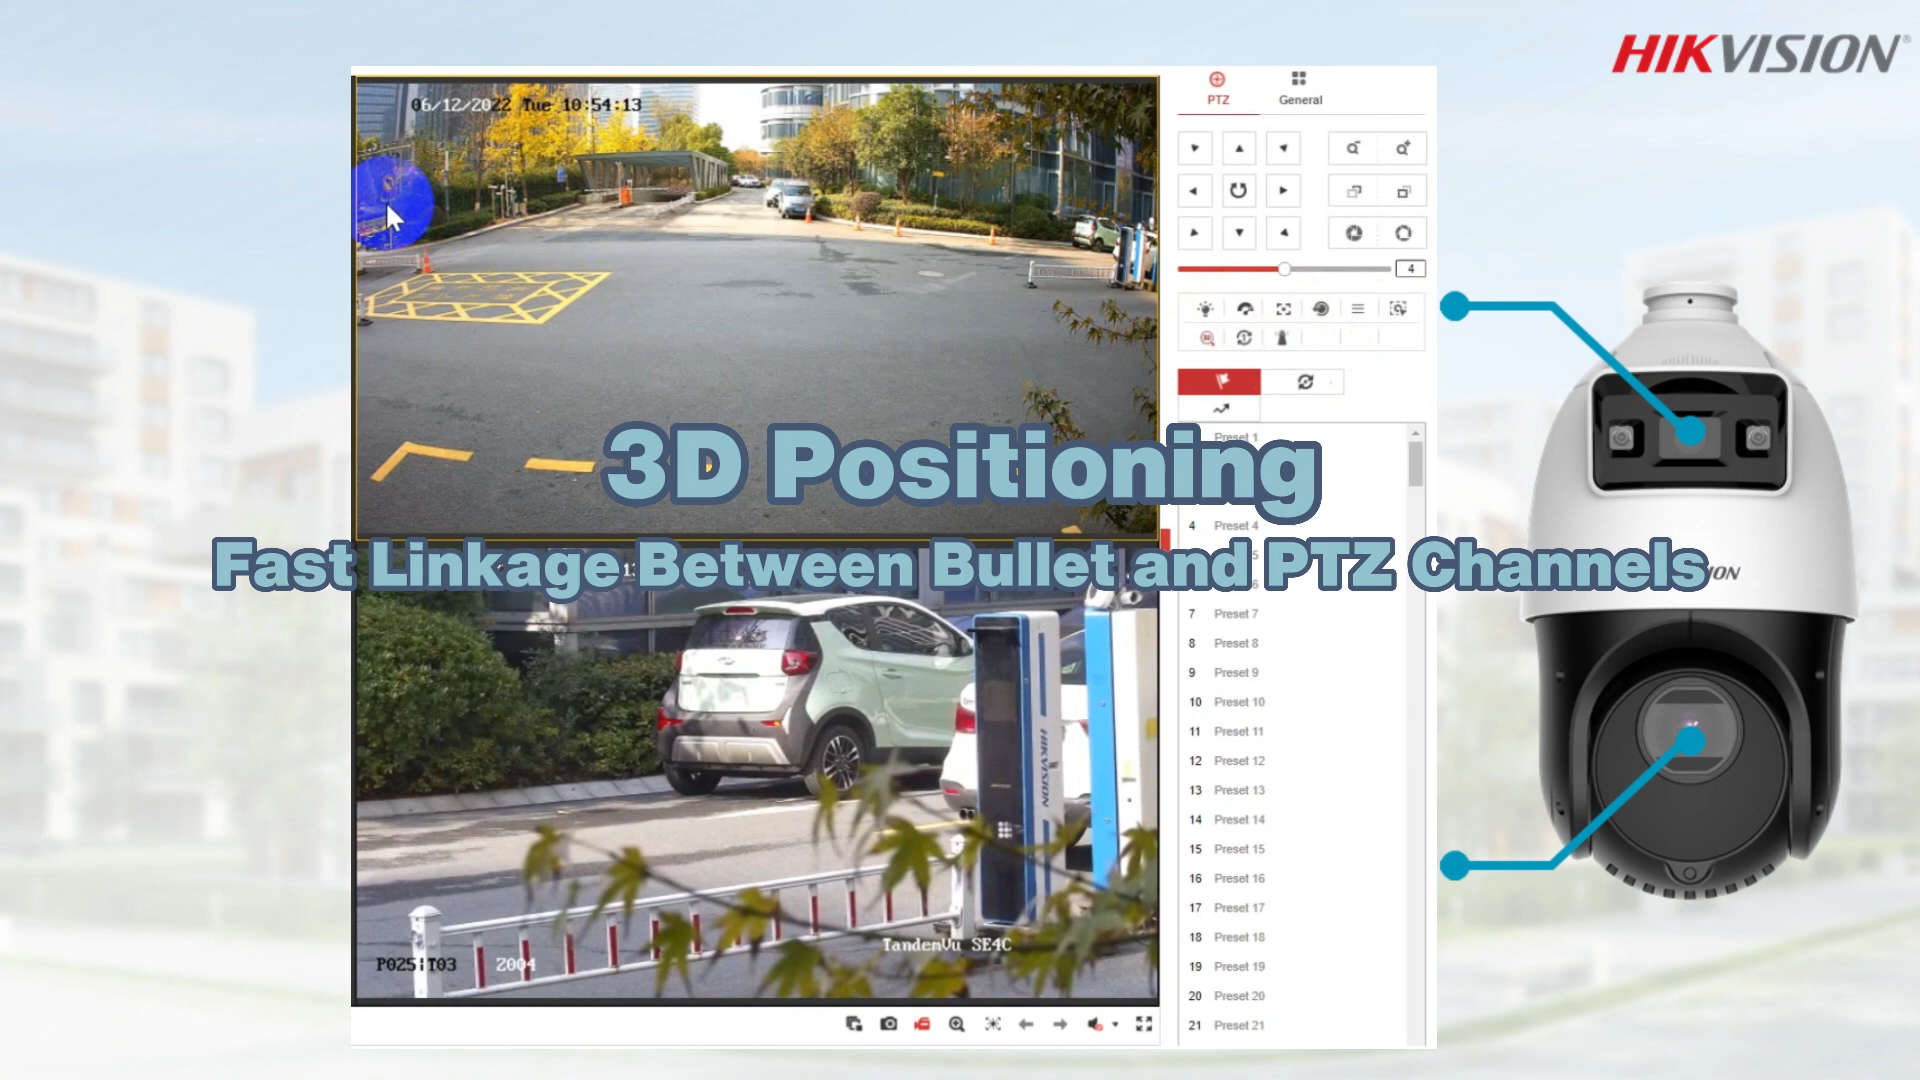 HIKVISION®
06/12/2022 Tue 10:54:13
PTZ
General
4
3D Positioning
Fast Linkage Between Bullet and PTZ Channels
Preset 1
4 Preset 4
7 Preset 7
8 Preset 8
9 Preset 9
10 Preset 10
11 Preset 11
12 Preset 12
13 Preset 13
14 Preset 14
15 Preset 15
16 Preset 16
17 Preset 17
18 Preset 18
19 Preset 19
20 Preset 20
21 Preset 21
HIKVISION
TandemVu SE4C
P025 T03 Z004